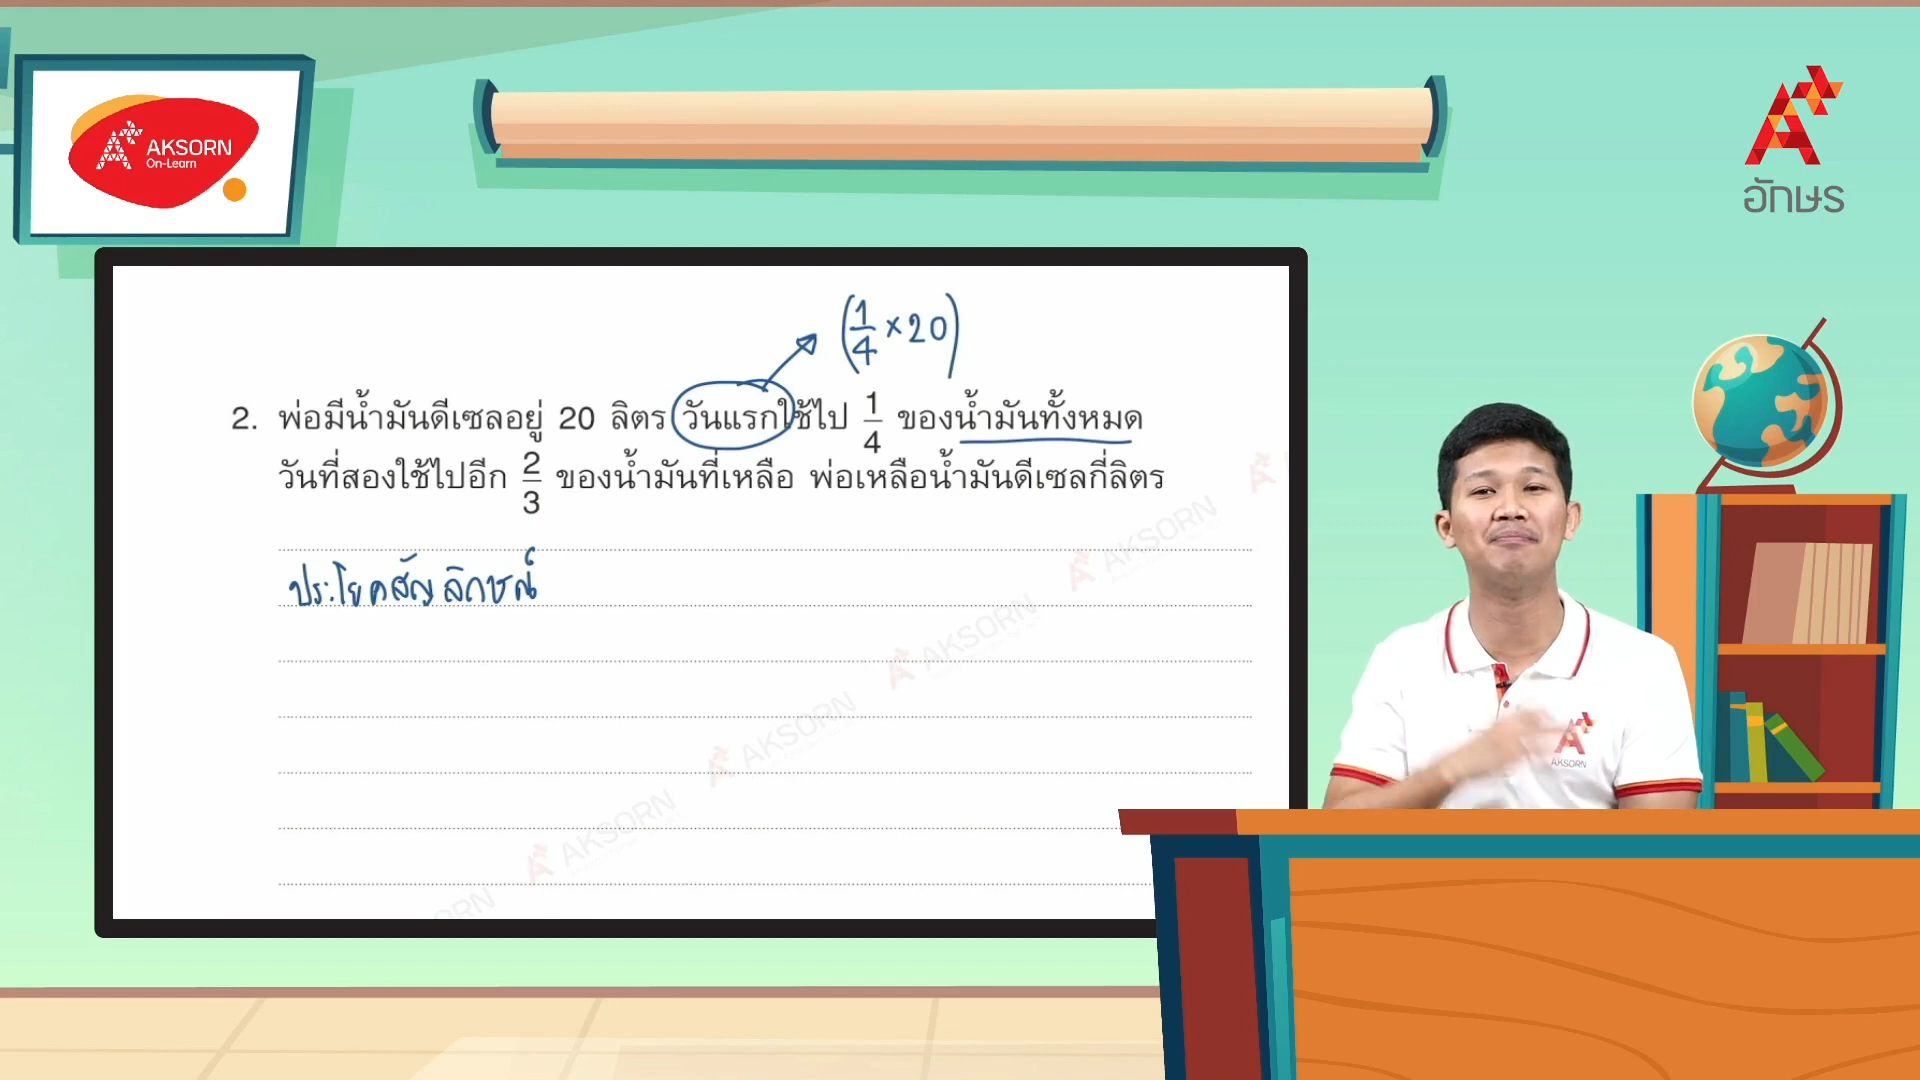 AKSORN
On-Learn
อักษร
(1/4 × 20)
2. พ่อมีน้ำมันดีเซลอยู่ 20 ลิตร วันแรกใช้ไป 1/4 ของน้ำมันทั้งหมด
วันที่สองใช้ไปอีก 2/3 ของน้ำมันที่เหลือ พ่อเหลือน้ำมันดีเซลกี่ลิตร
ประโยคสัญลักษณ์
AKSORN
AKSORN
AKSORN
AKSORN
AKSORN
ORN